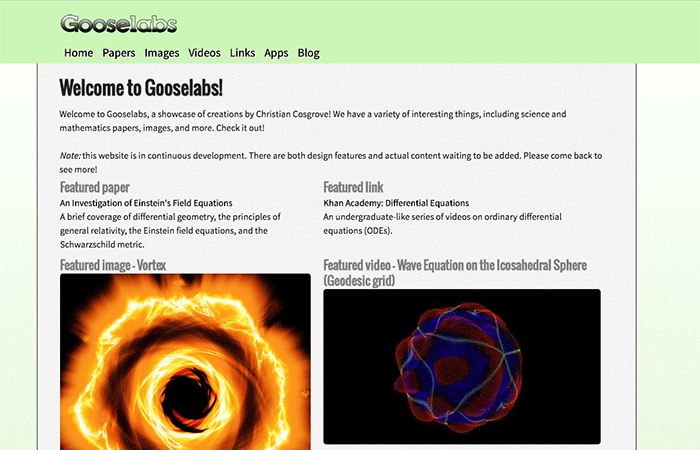 Gooselabs
Home Papers Images Videos Links Apps Blog
Welcome to Gooselabs!
Welcome to Gooselabs, a showcase of creations by Christian Cosgrove! We have a variety of interesting things, including science and
mathematics papers, images, and more. Check it out!
Note: this website is in continuous development. There are both design features and actual content waiting to be added. Please come back to
see more!
Featured paper
An Investigation of Einstein's Field Equations
A brief coverage of differential geometry, the principles of
general relativity, the Einstein field equations, and the
Schwarzschild metric.
Featured link
Khan Academy: Differential Equations
An undergraduate-like series of videos on ordinary differential
equations (ODEs).
Featured image - Vortex
Featured video - Wave Equation on the Icosahedral Sphere
(Geodesic grid)